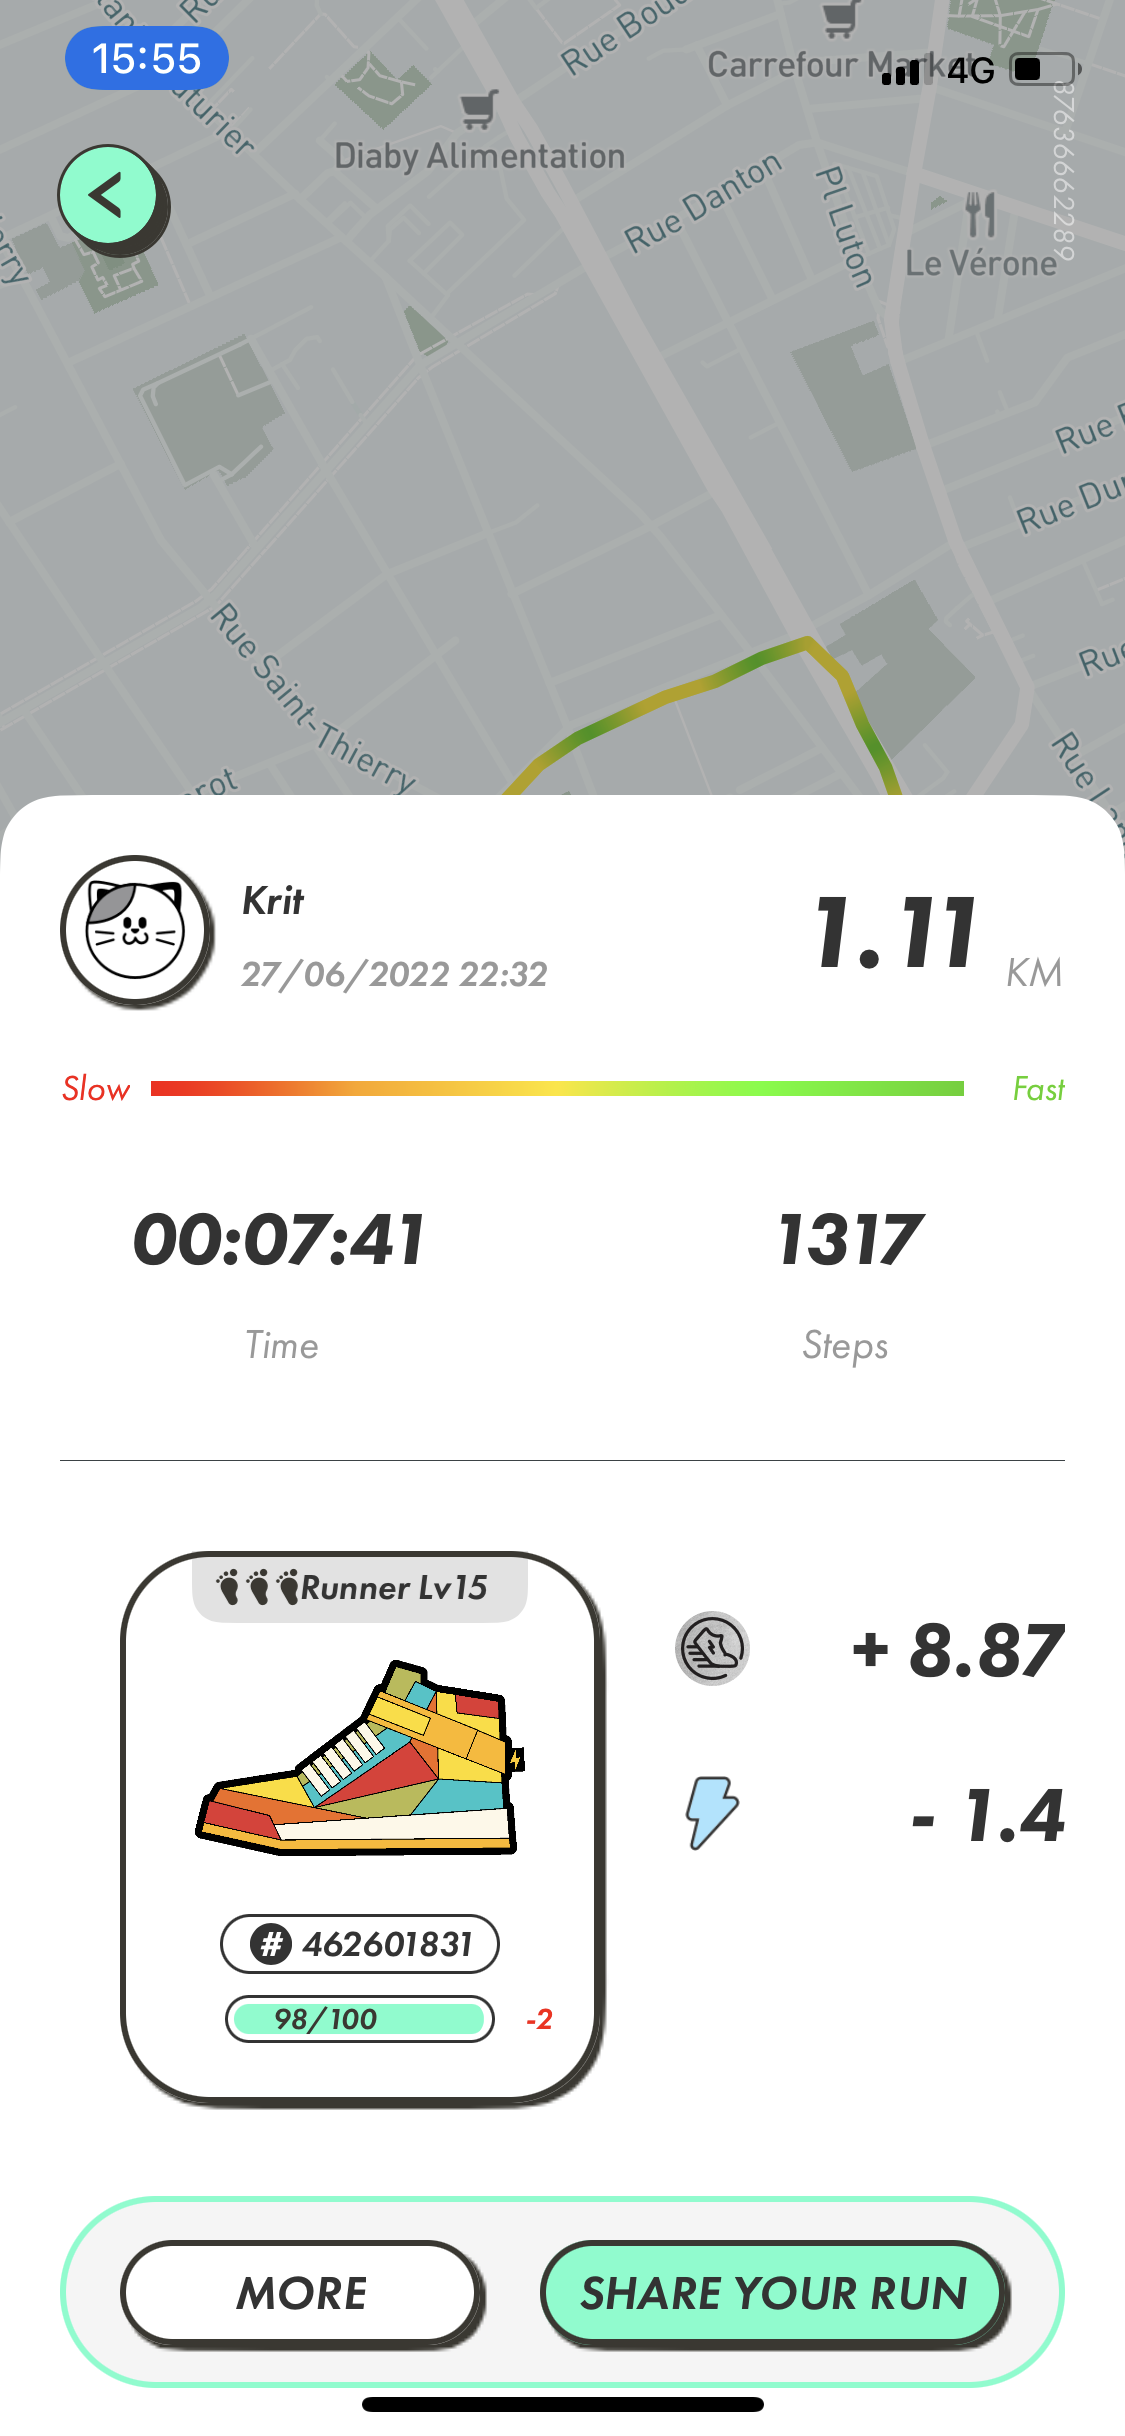 Rue Bou
15:55
Carrefour Market
4G
Diaby Alimentation
Rue Danton
Pl Luton
Le Vérone
37636662289
Rue
Rue Du
Rue Saint-Thierry
Rue
Rue
Krit
27/06/2022 22:32
1.11
KM
Slow
Fast
00:07:41
1317
Time
Steps
Runner Lv15
+ 8.87
- 1.4
# 462601831
98/100
-2
MORE
SHARE YOUR RUN